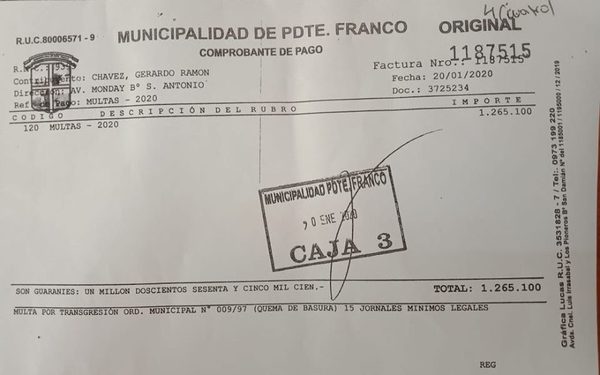 R.U.C.80006571 - 9
MUNICIPALIDAD DE PDTE. FRANCO
ORIGINAL
COMPROBANTE DE PAGO
1187515
Factura Nro.: 1187515
Fecha: 20/01/2020
Doc.: 3725234
CHAVEZ, GERARDO RAMON
AV. MONDAY Bº S. ANTONIO
Pago: MULTAS - 2020
CODIGO DESCRIPCIÓN DEL RUBRO IMPORTE
120 MULTAS - 2020 1.265.100
MUNICIPALIDAD PDTE. FRANCO
0 ENE
CAJA 3
SON GUARANIES: UN MILLON DOSCIENTOS SESENTA Y CINCO MIL CIEN.- TOTAL: 1.265.100
MULTA POR TRANSGRESIÓN ORD. MUNICIPAL N° 009/97 (QUEMA DE BASURA) 15 JORNALES MINIMOS LEGALES
REG
Gráfica Lucas R.U.C. 3531828 - 7 / Tel.: 0973 199 220